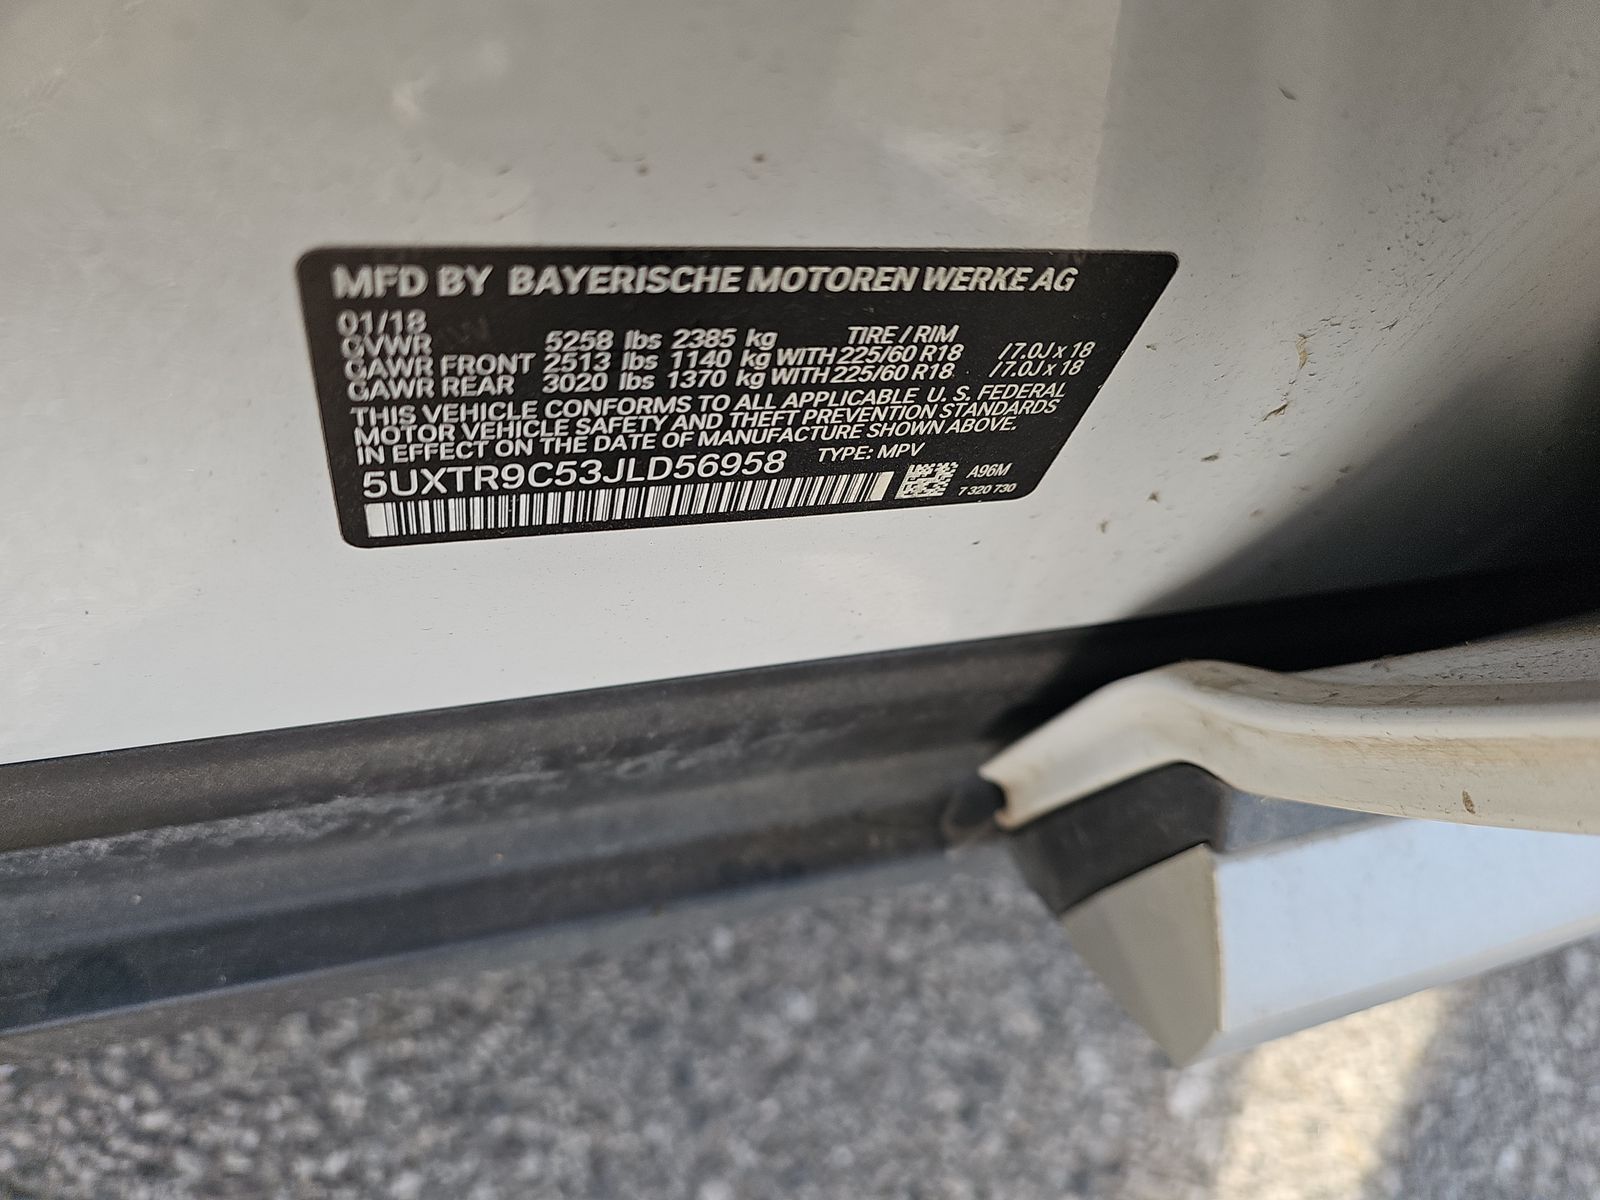 MFD BY BAYERISCHE MOTOREN WERKE AG
01/18
GVWR 5258 lbs 2385 kg TIRE / RIM
GAWR FRONT 2513 lbs 1140 kg WITH 225/60 R18 / 7.0J x 18
GAWR REAR 3020 lbs 1370 kg WITH 225/60 R18 / 7.0J x 18
THIS VEHICLE CONFORMS TO ALL APPLICABLE U. S. FEDERAL
MOTOR VEHICLE SAFETY AND THEFT PREVENTION STANDARDS
IN EFFECT ON THE DATE OF MANUFACTURE SHOWN ABOVE.
5UXTR9C53JLD56958 TYPE: MPV
A96M
7 320 730